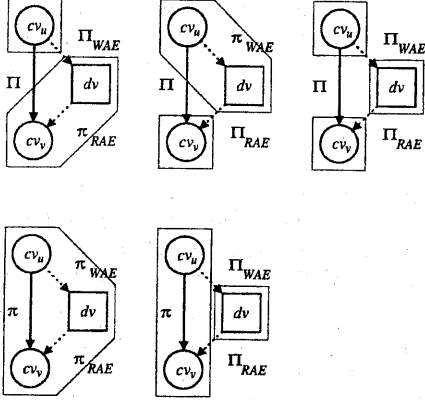 cv_u
Π_WAE
Π
dv
cv_v
π_RAE
cv_u
π_WAE
Π
dv
cv_v
Π_RAE
cv_u
Π_WAE
Π
dv
cv_v
Π_RAE
cv_u
π_WAE
π
dv
cv_v
π_RAE
cv_u
Π_WAE
π
dv
cv_v
Π_RAE